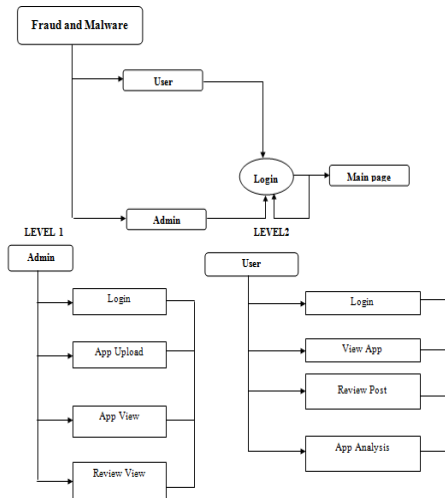 Fraud and Malware
User
Login
Main page
Admin
LEVEL 1
LEVEL2
Admin
Login
App Upload
App View
Review View
User
Login
View App
Review Post
App Analysis